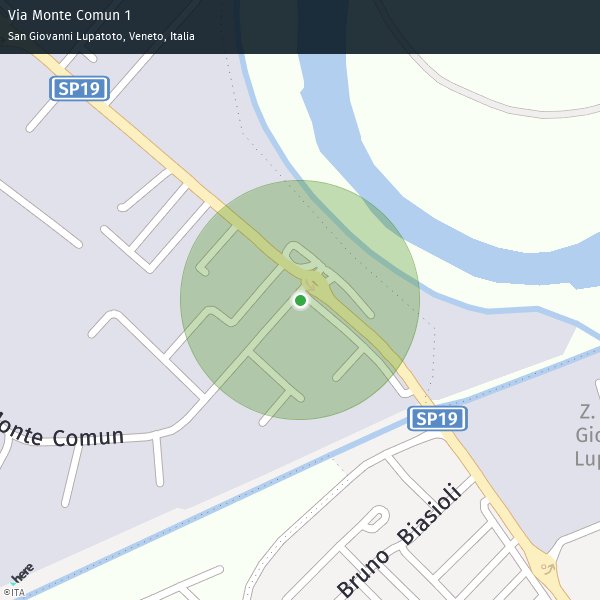 Via Monte Comun 1
San Giovanni Lupatoto, Veneto, Italia
SP19
SP19
Z.
Gio
Lup
Monte Comun
Bruno Biasioli
here
©ITA